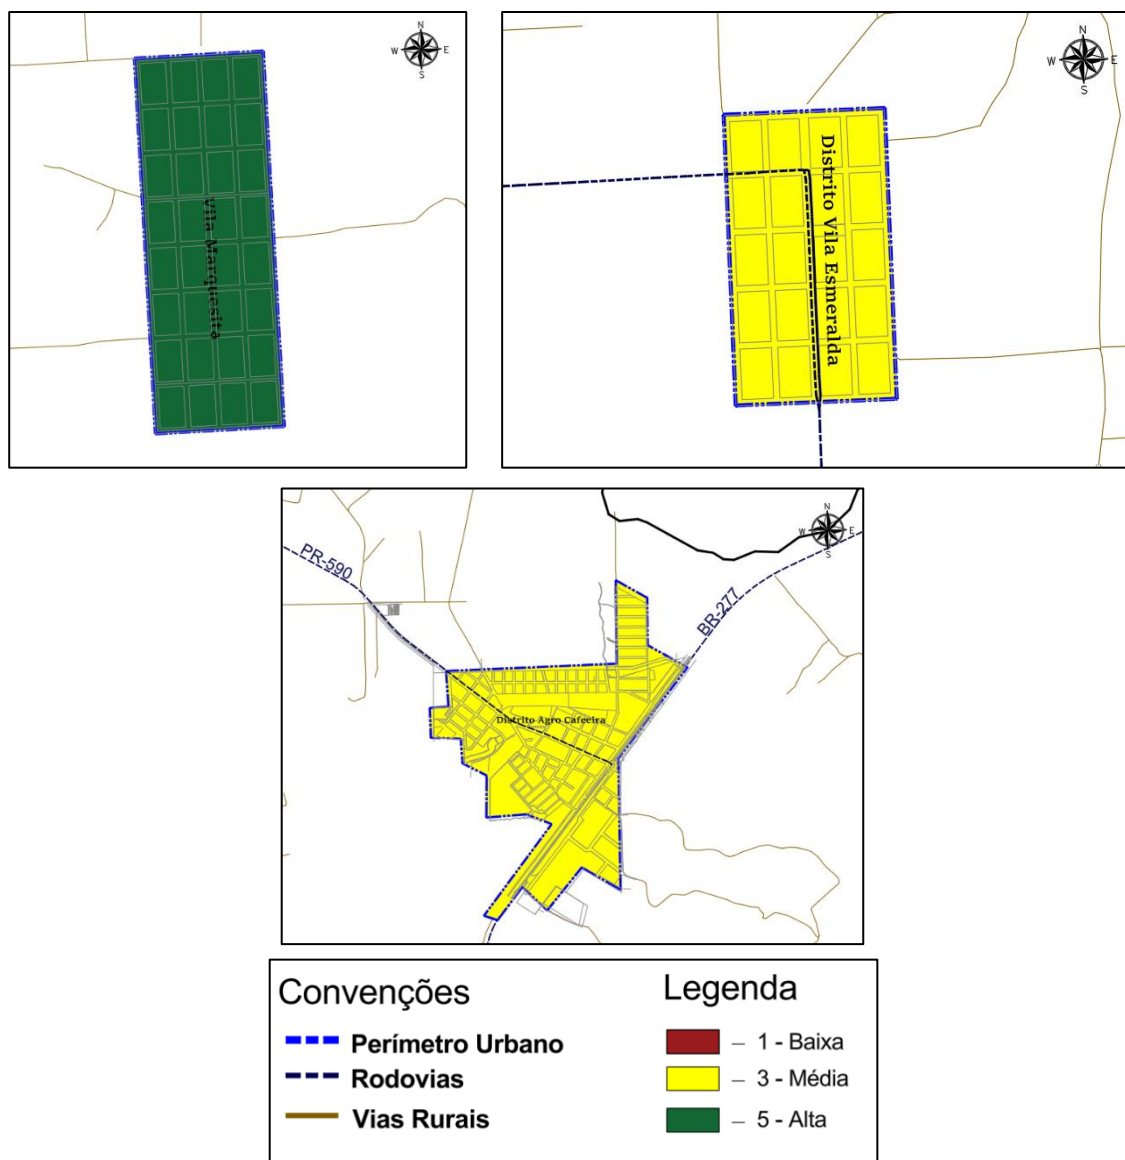 N
W E
S
Vila Marquesita
N
W E
S
Distrito Vila Esmeralda
N
W E
S
PR-590
BR-277
Distrito Agro Cafeeira
Convenções
Perímetro Urbano
Rodovias
Vias Rurais
Legenda
– 1 - Baixa
– 3 - Média
– 5 - Alta